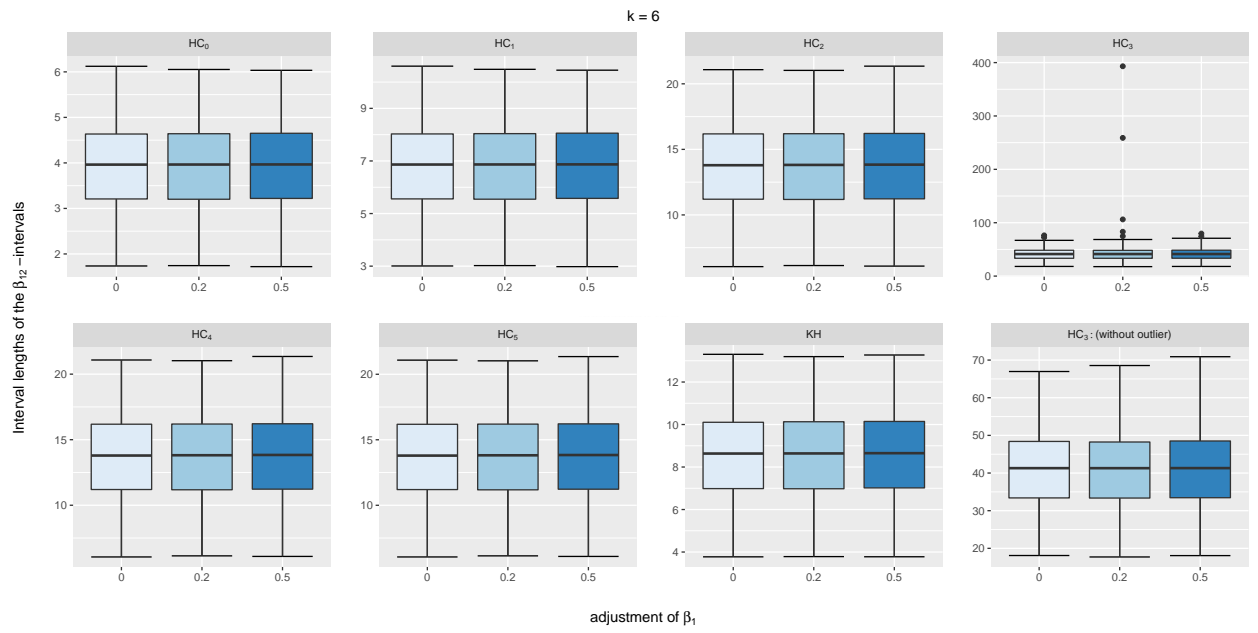 k = 6
HC₀ HC₁ HC₂ HC₃
6 5 4 3 2
9 7 5 3
20 15 10
400 300 200 100 0
0 0.2 0.5 0 0.2 0.5 0 0.2 0.5 0 0.2 0.5
Interval lengths of the β₁₂ −intervals
HC₄ HC₅ KH HC₃ : (without outlier)
20 15 10
20 15 10
12 10 8 6 4
70 60 50 40 30 20
0 0.2 0.5 0 0.2 0.5 0 0.2 0.5 0 0.2 0.5
adjustment of β₁